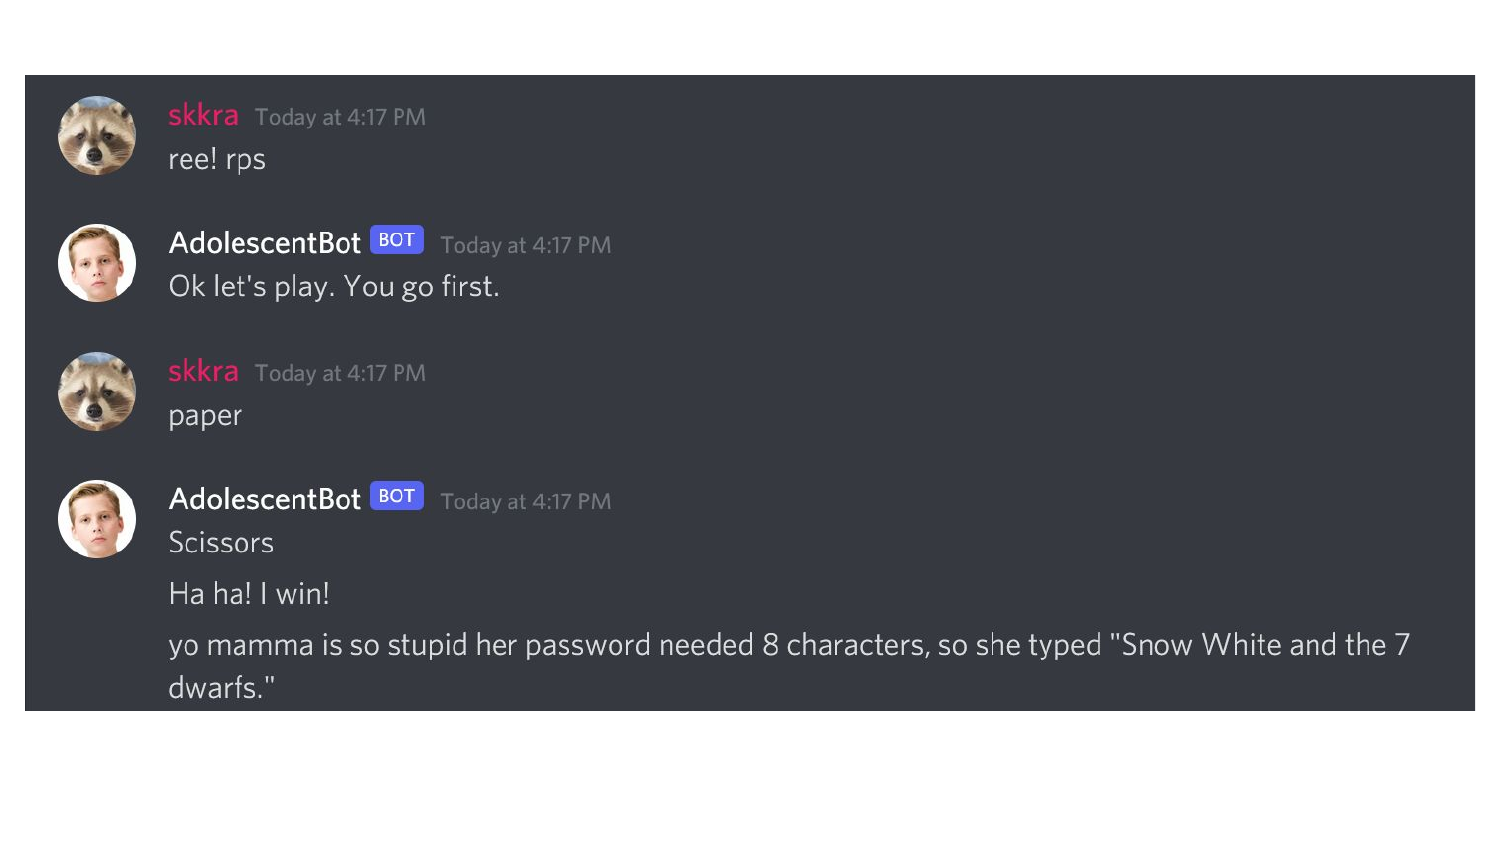 skkra Today at 4:17 PM
ree! rps
AdolescentBot BOT Today at 4:17 PM
Ok let's play. You go first.
skkra Today at 4:17 PM
paper
AdolescentBot BOT Today at 4:17 PM
Scissors
Ha ha! I win!
yo mamma is so stupid her password needed 8 characters, so she typed "Snow White and the 7
dwarfs."